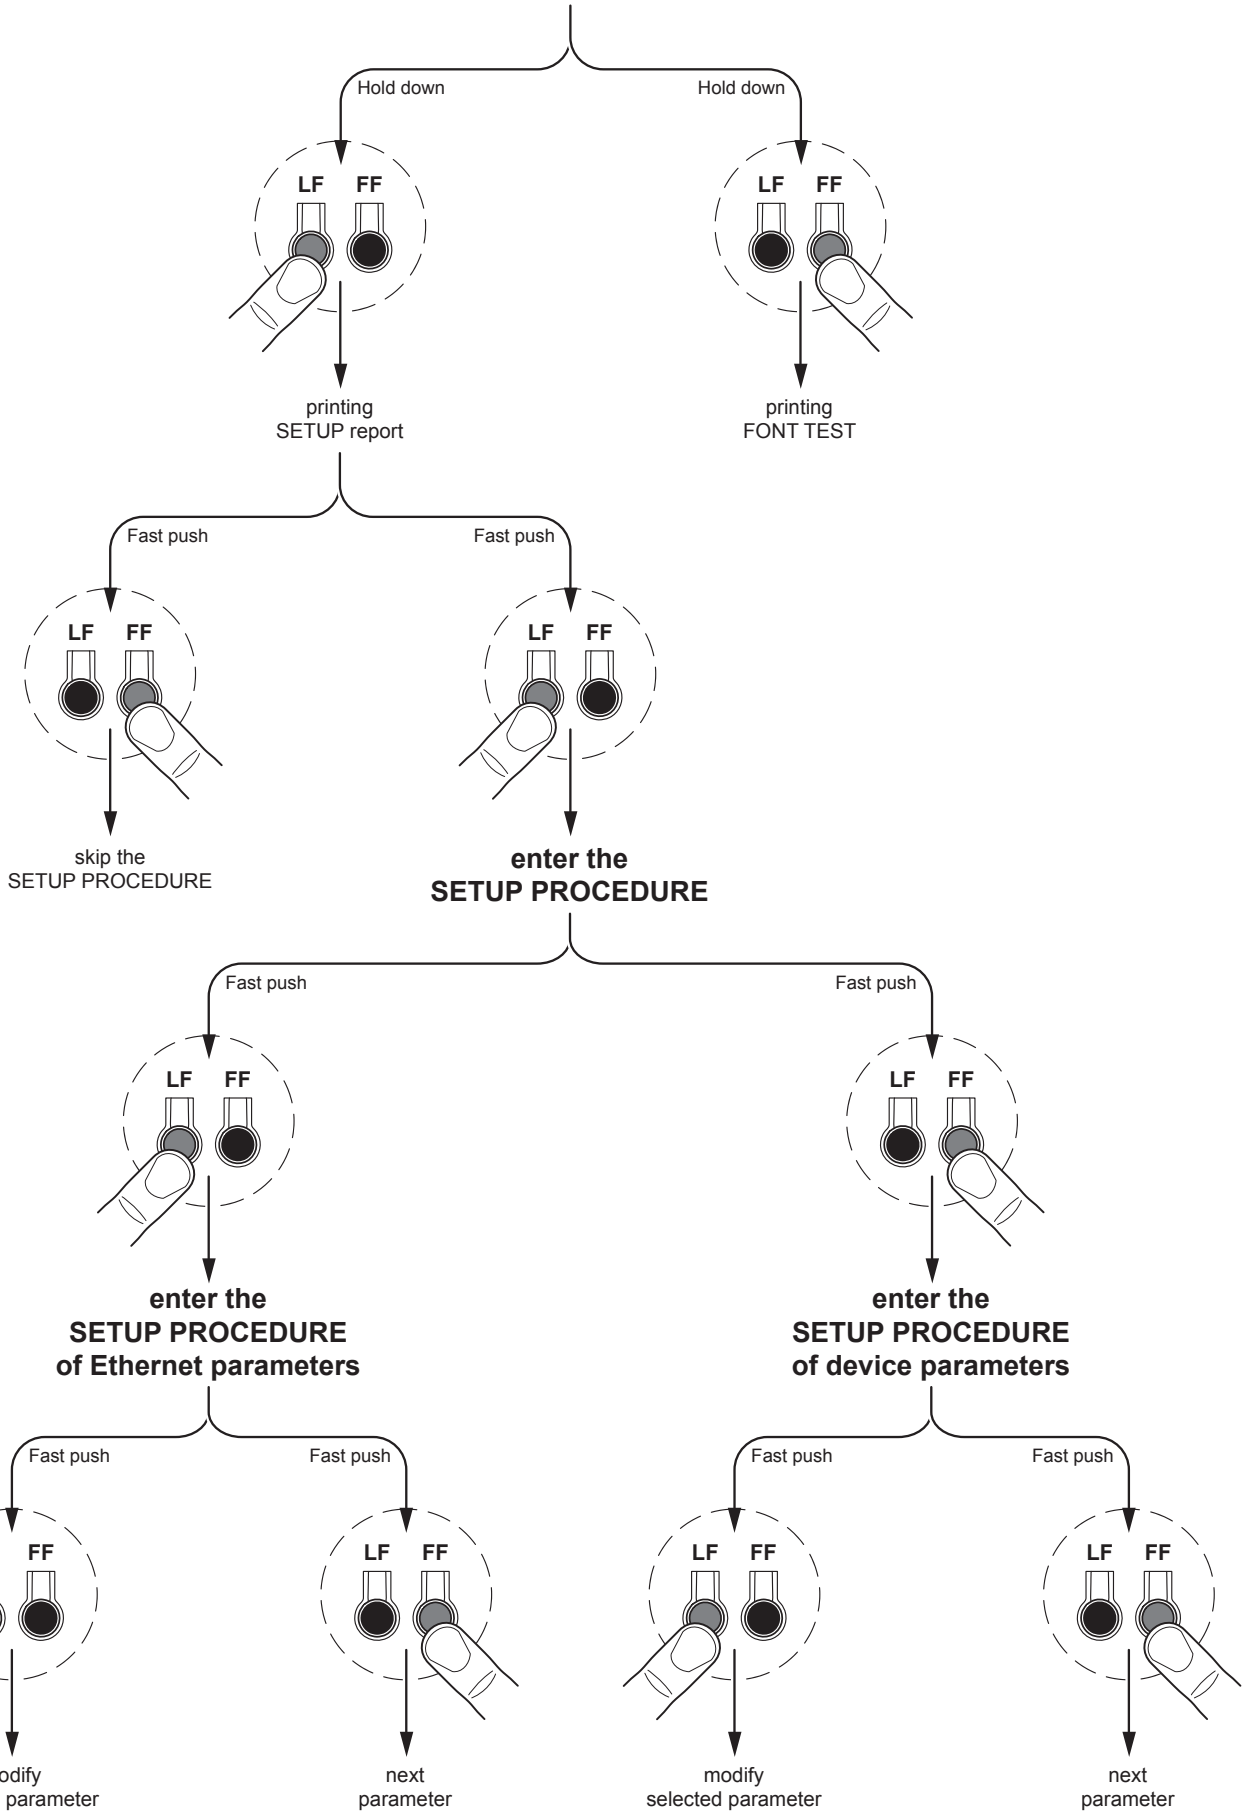 Hold down
Hold down
LF FF
LF FF
printing
SETUP report
printing
FONT TEST
Fast push
Fast push
LF FF
LF FF
skip the
SETUP PROCEDURE
enter the
SETUP PROCEDURE
Fast push
Fast push
LF FF
LF FF
enter the
SETUP PROCEDURE
of Ethernet parameters
enter the
SETUP PROCEDURE
of device parameters
Fast push
Fast push
Fast push
Fast push
FF
LF FF
LF FF
LF FF
odify
parameter
next
parameter
modify
selected parameter
next
parameter